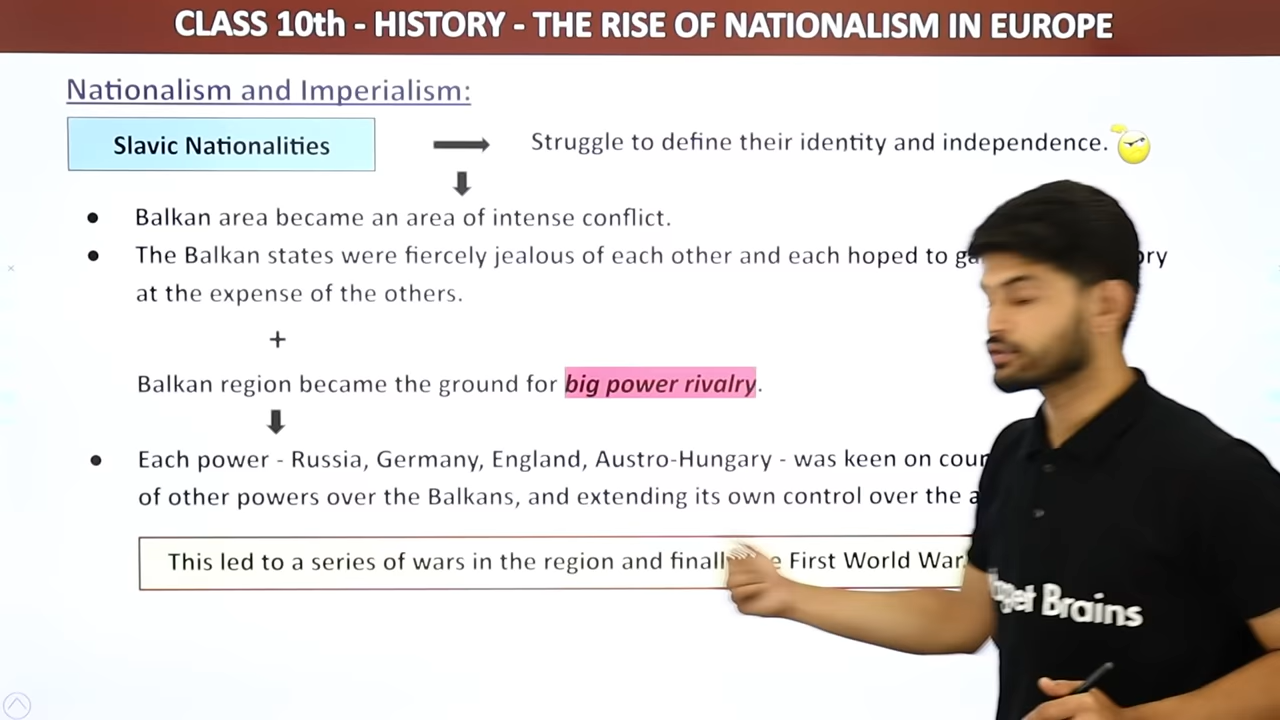 CLASS 10th - HISTORY - THE RISE OF NATIONALISM IN EUROPE
Nationalism and Imperialism:
Slavic Nationalities
Struggle to define their identity and independence.
• Balkan area became an area of intense conflict.
• The Balkan states were fiercely jealous of each other and each hoped to
at the expense of the others.
+
Balkan region became the ground for big power rivalry.
• Each power - Russia, Germany, England, Austro-Hungary - was keen on
of other powers over the Balkans, and extending its own control over the
This led to a series of wars in the region and First World War
Brains